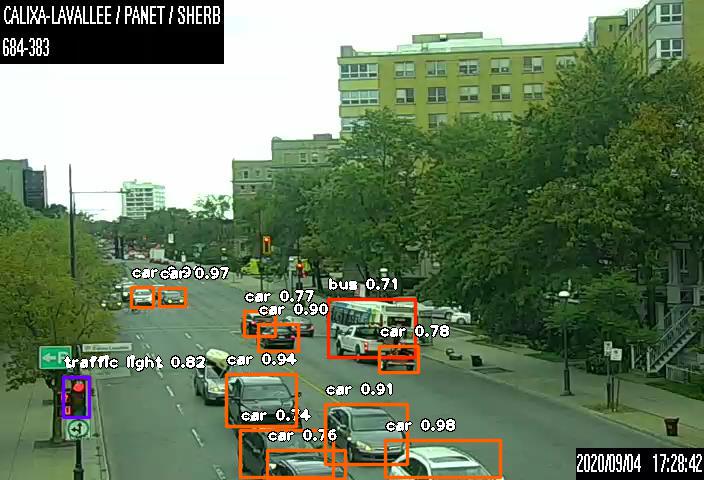 CALIXA-LAVALLEE / PANET / SHERB
684-383
car 0.97
car 0.77
car 0.90
bus 0.71
car 0.78
traffic light 0.82
car 0.94
car 0.91
car 0.74
car 0.76
car 0.98
P
2020/09/04 17:28:42